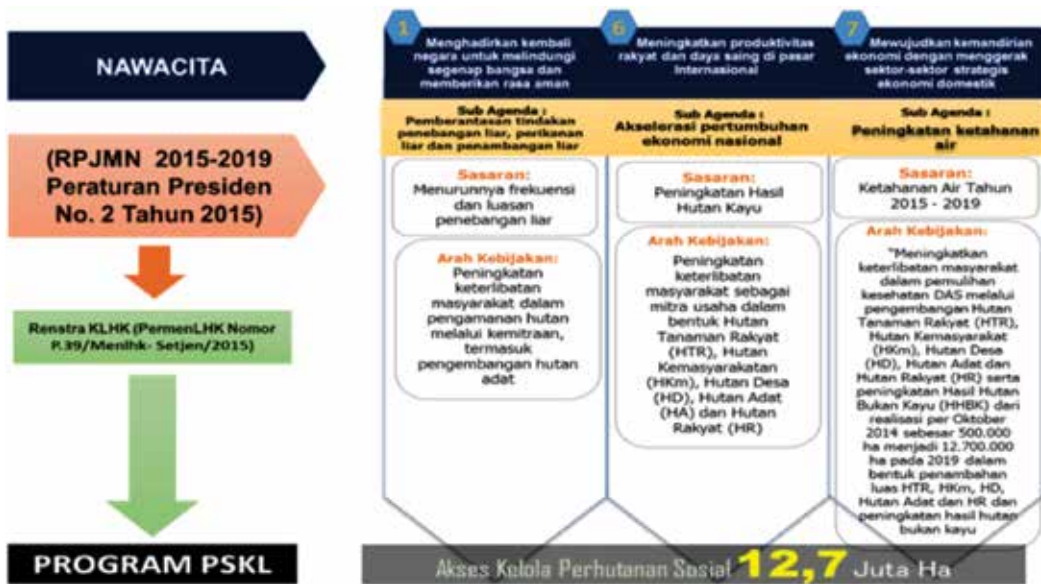 NAWACITA
(RPJMN 2015-2019
Peraturan Presiden
No. 2 Tahun 2015)
Renstra KLHK (PermenLHK Nomor
P.39/Menlhk- Setjen/2015)
PROGRAM PSKL
1
Menghadirkan kembali
negara untuk melindungi
segenap bangsa dan
memberikan rasa aman
Sub Agenda :
Pemberantasan tindakan
penebangan liar, perikanan
liar dan penambangan liar
Sasaran:
Menurunnya frekuensi
dan luasan
penebangan liar
Arah Kebijakan:
Peningkatan
keterlibatan
masyarakat dalam
pengamanan hutan
melalui kemitraan,
termasuk
pengembangan hutan
adat
6
Meningkatkan produktivitas
rakyat dan daya saing di pasar
Internasional
Sub Agenda :
Akselerasi pertumbuhan
ekonomi nasional
Sasaran:
Peningkatan Hasil
Hutan Kayu
Arah Kebijakan:
Peningkatan
keterlibatan
masyarakat sebagai
mitra usaha dalam
bentuk Hutan
Tanaman Rakyat
(HTR), Hutan
Kemasyarakatan
(HKm), Hutan Desa
(HD), Hutan Adat
(HA) dan Hutan
Rakyat (HR)
7
Mewujudkan kemandirian
ekonomi dengan menggerak
sektor-sektor strategis
ekonomi domestik
Sub Agenda :
Peningkatan ketahanan
air
Sasaran:
Ketahanan Air Tahun
2015 - 2019
Arah Kebijakan:
"Meningkatkan
keterlibatan masyarakat
dalam pemulihan
kesehatan DAS melalui
pengembangan Hutan
Tanaman Rakyat (HTR),
Hutan Kemasyarakat
(HKm), Hutan Desa
(HD), Hutan Adat dan
Hutan Rakyat (HR) serta
peningkatan Hasil Hutan
Bukan Kayu (HHBK) dari
realisasi per Oktober
2014 sebesar 500.000
ha menjadi 12.700.000
ha pada 2019 dalam
bentuk penambahan
luas HTR, HKm, HD,
Hutan Adat dan HR dan
peningkatan hasil hutan
bukan kayu
Akses Kelola Perhutanan Sosial 12,7 Juta Ha